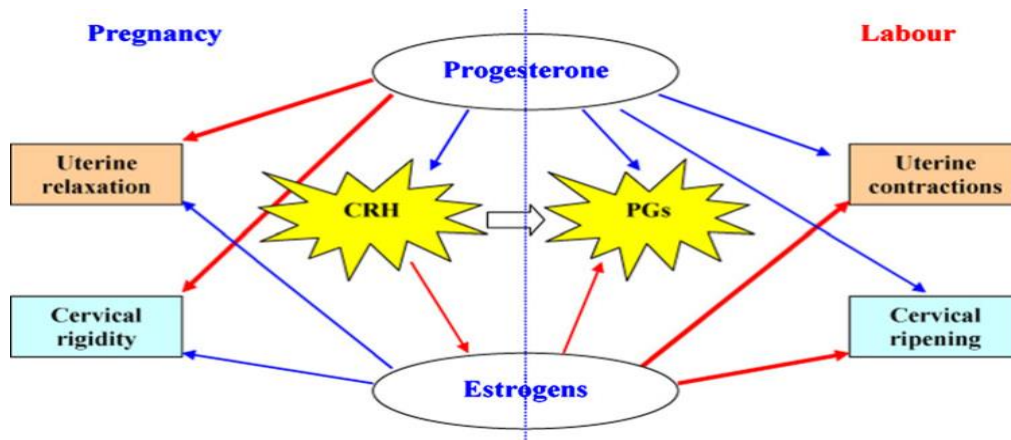 Pregnancy
Labour
Progesterone
Uterine
relaxation
CRH
PGs
Uterine
contractions
Cervical
rigidity
Cervical
ripening
Estrogens